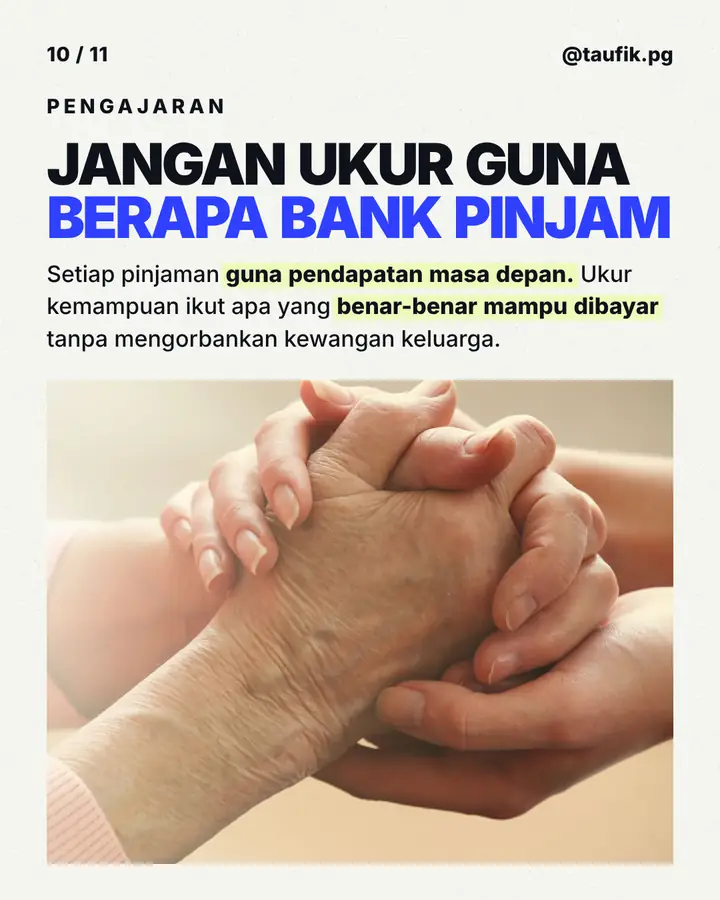 10 / 11
@taufik.pg
PENGAJARAN
JANGAN UKUR GUNA
BERAPA BANK PINJAM
Setiap pinjaman guna pendapatan masa depan. Ukur
kemampuan ikut apa yang benar-benar mampu dibayar
tanpa mengorbankan kewangan keluarga.